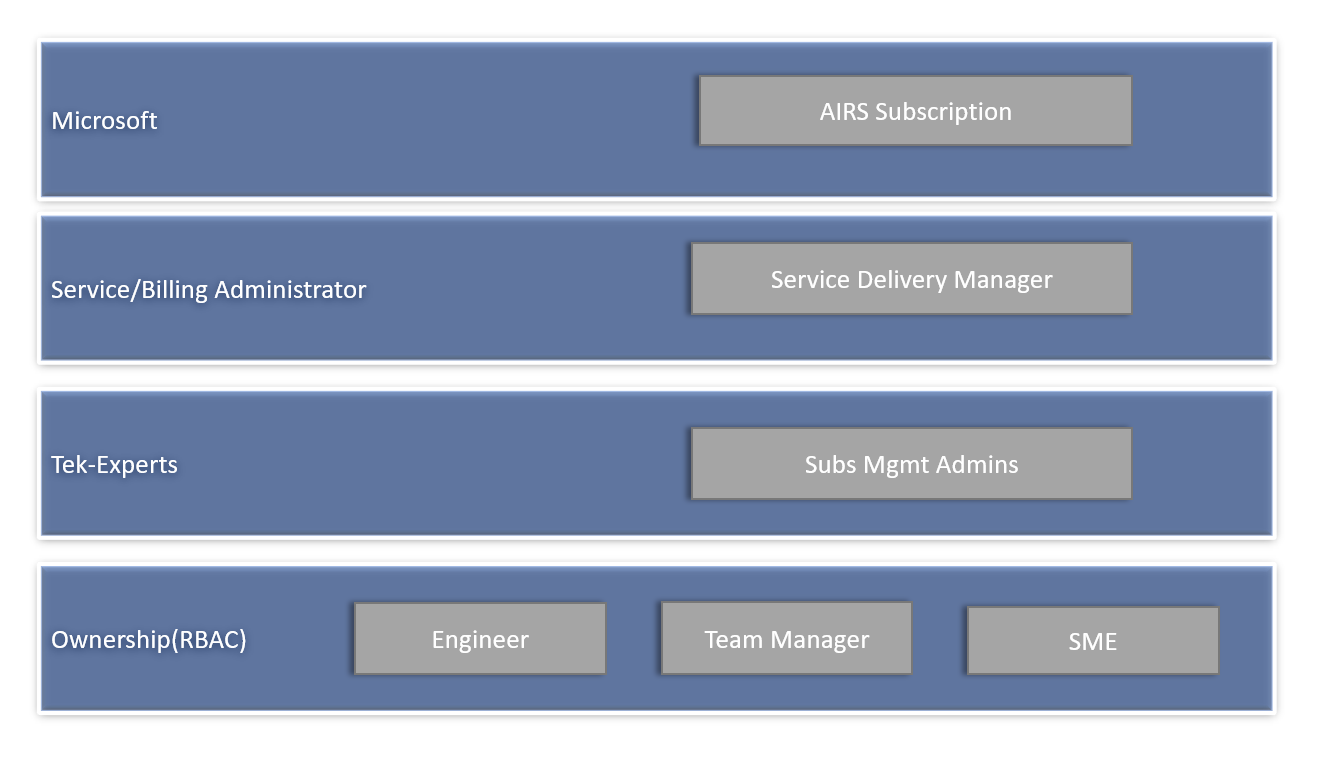 Microsoft
AIRS Subscription
Service/Billing Administrator
Service Delivery Manager
Tek-Experts
Subs Mgmt Admins
Ownership(RBAC)
Engineer
Team Manager
SME